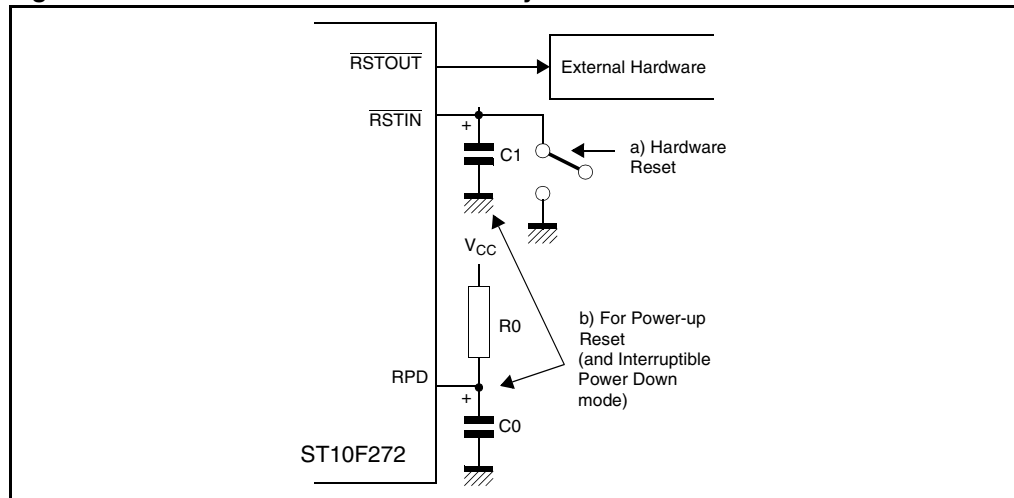 RSTOUT
External Hardware
RSTIN
+
C1
a) Hardware
Reset
VCC
R0
b) For Power-up
Reset
(and Interruptible
Power Down
mode)
RPD
+
C0
ST10F272